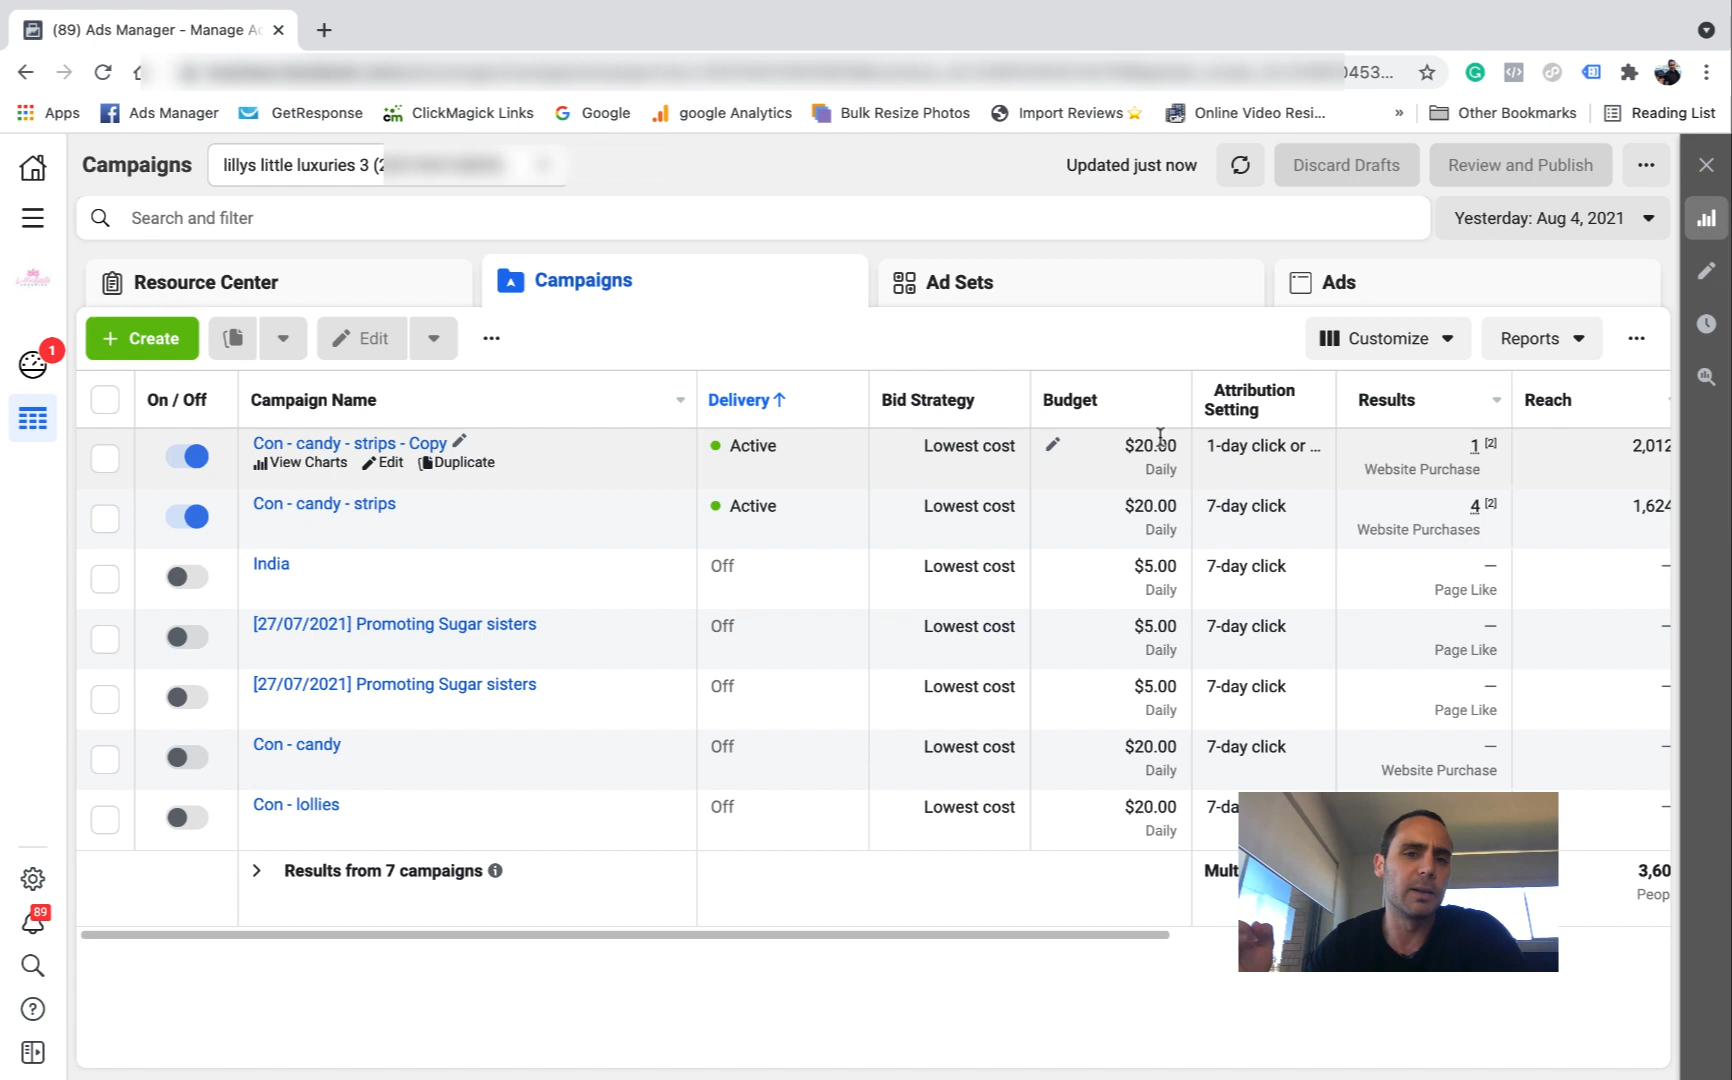 (89) Ads Manager - Manage Ac
0453...
Apps
Ads Manager
GetResponse
ClickMagick Links
Google
google Analytics
Bulk Resize Photos
Import Reviews⭐
Online Video Resi...
»
Other Bookmarks
Reading List
Campaigns
lillys little luxuries 3 (2
Updated just now
Discard Drafts
Review and Publish
Search and filter
Yesterday: Aug 4, 2021
Resource Center
Campaigns
Ad Sets
Ads
+ Create
Edit
Customize
Reports
1
On / Off
Campaign Name
Delivery↑
Bid Strategy
Budget
Attribution
Setting
Results
Reach
Con - candy - strips - Copy
View Charts
Edit
Duplicate
Active
Lowest cost
$20.00
Daily
1-day click or ...
1 [2]
Website Purchase
2,012
Con - candy - strips
Active
Lowest cost
$20.00
Daily
7-day click
4 [2]
Website Purchases
1,624
India
Off
Lowest cost
$5.00
Daily
7-day click
—
Page Like
—
[27/07/2021] Promoting Sugar sisters
Off
Lowest cost
$5.00
Daily
7-day click
—
Page Like
—
[27/07/2021] Promoting Sugar sisters
Off
Lowest cost
$5.00
Daily
7-day click
—
Page Like
—
Con - candy
Off
Lowest cost
$20.00
Daily
7-day click
—
Website Purchase
—
Con - lollies
Off
Lowest cost
$20.00
Daily
7-da
—
Results from 7 campaigns
Mult
3,60
Peop
89